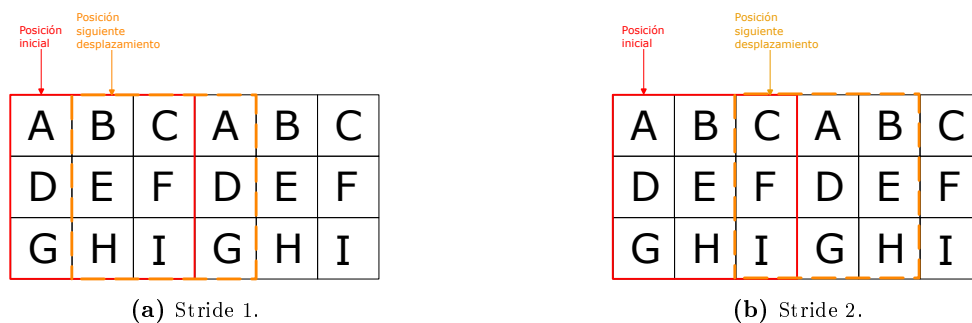 Posición
inicial
Posición
siguiente
desplazamiento
A B C A B C
D E F D E F
G H I G H I
(a) Stride 1.
Posición
inicial
Posición
siguiente
desplazamiento
A B C A B C
D E F D E F
G H I G H I
(b) Stride 2.